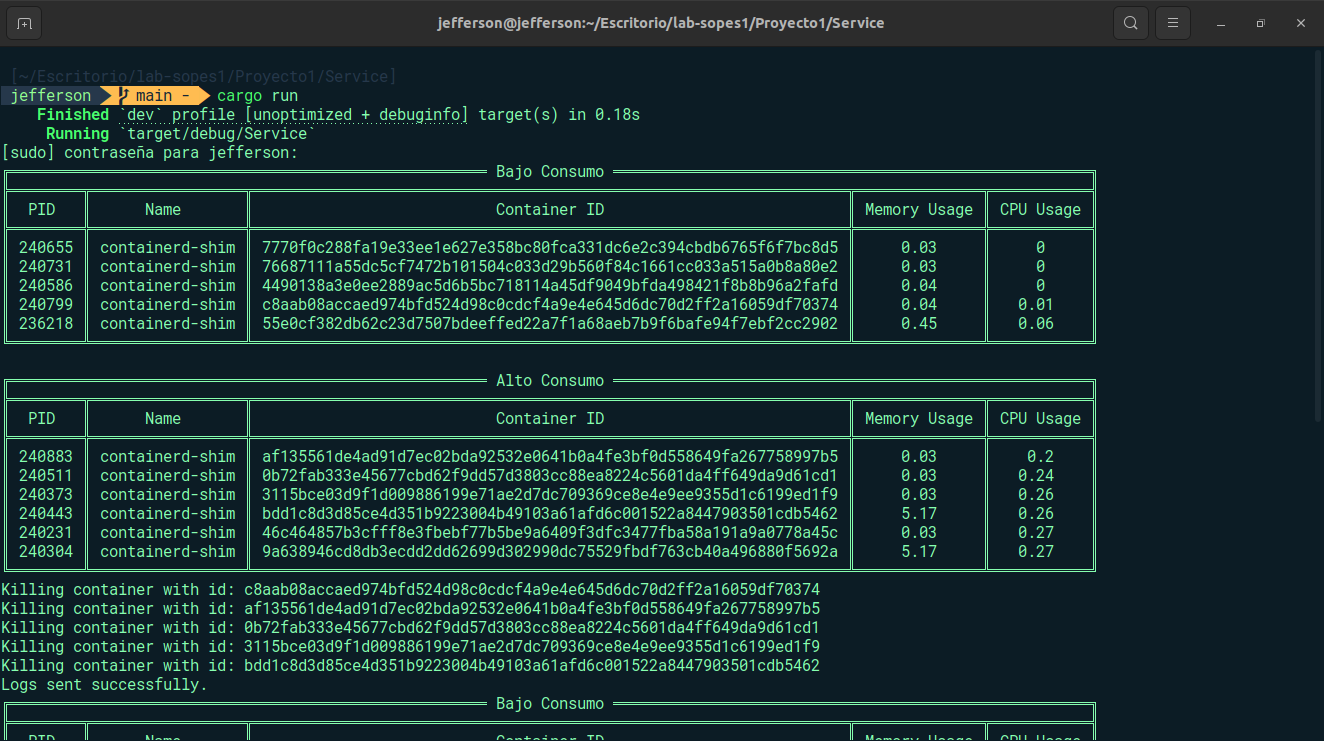 jefferson@jefferson:~/Escritorio/lab-sopes1/Proyecto1/Service
[~/Escritorio/lab-sopes1/Proyecto1/Service]
jefferson main - cargo run
Finished `dev` profile [unoptimized + debuginfo] target(s) in 0.18s
Running `target/debug/Service`
[sudo] contraseña para jefferson:
Bajo Consumo
PID Name Container ID Memory Usage CPU Usage
240655 containerd-shim 7770f0c288fa19e33ee1e627e358bc80fca331dc6e2c394cbdb6765f6f7bc8d5 0.03 0
240731 containerd-shim 76687111a55dc5cf7472b101504c033d29b560f84c1661cc033a515a0b8a80e2 0.03 0
240586 containerd-shim 4490138a3e0ee2889ac5d6b5bc718114a45df9049bfda498421f8b8b96a2fafd 0.04 0
240799 containerd-shim c8aab08accaed974bfd524d98c0cdcf4a9e4e645d6dc70d2ff2a16059df70374 0.04 0.01
236218 containerd-shim 55e0cf382db62c23d7507bdeeffed22a7f1a68aeb7b9f6bafe94f7ebf2cc2902 0.45 0.06
Alto Consumo
PID Name Container ID Memory Usage CPU Usage
240883 containerd-shim af135561de4ad91d7ec02bda92532e0641b0a4fe3bf0d558649fa267758997b5 0.03 0.2
240511 containerd-shim 0b72fab333e45677cbd62f9dd57d3803cc88ea8224c5601da4ff649da9d61cd1 0.03 0.24
240373 containerd-shim 3115bce03d9f1d009886199e71ae2d7dc709369ce8e4e9ee9355d1c6199ed1f9 0.03 0.26
240443 containerd-shim bdd1c8d3d85ce4d351b9223004b49103a61afd6c001522a8447903501cdb5462 5.17 0.26
240231 containerd-shim 46c464857b3cfff8e3fbebf77b5be9a6409f3dfc3477fba58a191a9a0778a45c 0.03 0.27
240304 containerd-shim 9a638946cd8db3ecdd2dd62699d302990dc75529fbdf763cb40a496880f5692a 5.17 0.27
Killing container with id: c8aab08accaed974bfd524d98c0cdcf4a9e4e645d6dc70d2ff2a16059df70374
Killing container with id: af135561de4ad91d7ec02bda92532e0641b0a4fe3bf0d558649fa267758997b5
Killing container with id: 0b72fab333e45677cbd62f9dd57d3803cc88ea8224c5601da4ff649da9d61cd1
Killing container with id: 3115bce03d9f1d009886199e71ae2d7dc709369ce8e4e9ee9355d1c6199ed1f9
Killing container with id: bdd1c8d3d85ce4d351b9223004b49103a61afd6c001522a8447903501cdb5462
Logs sent successfully.
Bajo Consumo
PID Name Container ID Memory Usage CPU Usage